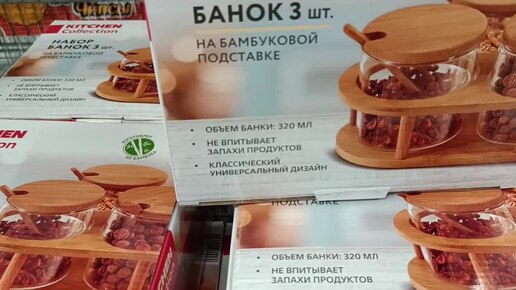 KITCHEN
Collection
НАБОР
БАНОК 3 шт.
НА БАМБУКОВОЙ
ПОДСТАВКЕ
• ОБЪЕМ БАНКИ: 320 МЛ
• НЕ ВПИТЫВАЕТ
ЗАПАХИ ПРОДУКТОВ
• КЛАССИЧЕСКИЙ
УНИВЕРСАЛЬНЫЙ ДИЗАЙН
БАНОК 3 шт.
НА БАМБУКОВОЙ
ПОДСТАВКЕ
• ОБЪЕМ БАНКИ: 320 МЛ
• НЕ ВПИТЫВАЕТ
ЗАПАХИ ПРОДУКТОВ
• КЛАССИЧЕСКИЙ
УНИВЕРСАЛЬНЫЙ ДИЗАЙН
ПОДСТАВКЕ
• ОБЪЕМ БАНКИ: 320 МЛ
• НЕ ВПИТЫВАЕТ
ЗАПАХИ ПРОДУКТОВ